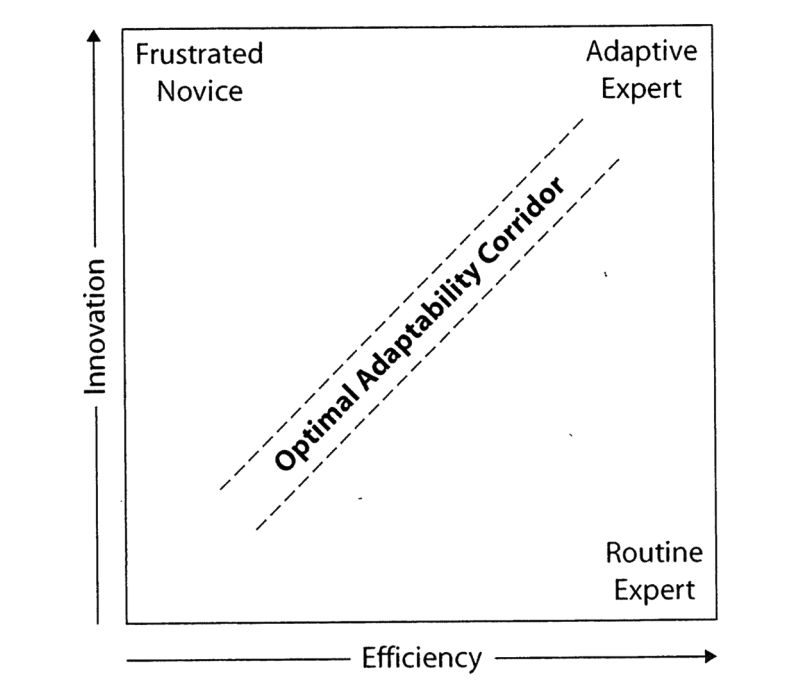 Frustrated
Novice
Adaptive
Expert
Optimal Adaptability Corridor
Innovation
Routine
Expert
Efficiency